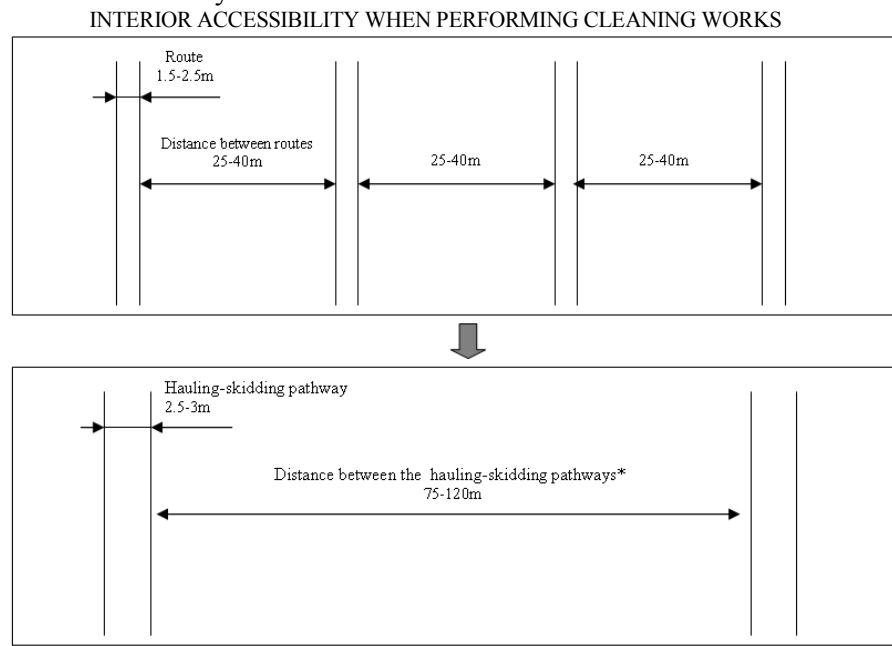 INTERIOR ACCESSIBILITY WHEN PERFORMING CLEANING WORKS
Route
1.5-2.5m
Distance between routes
25-40m
25-40m
25-40m
Hauling-skidding pathway
2.5-3m
Distance between the hauling-skidding pathways*
75-120m